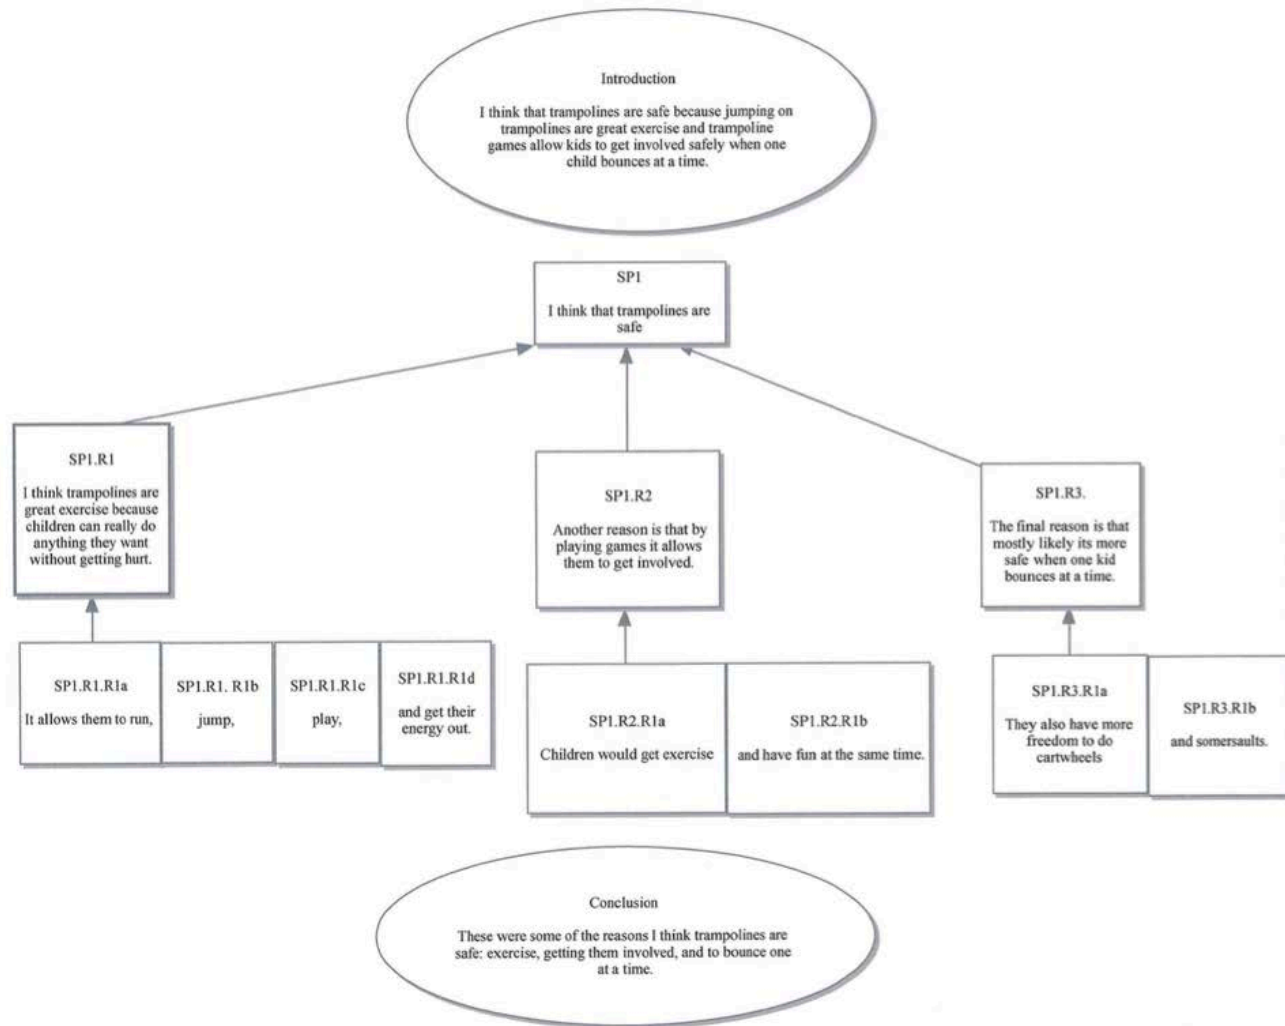 Introduction
I think that trampolines are safe because jumping on
trampolines are great exercise and trampoline
games allow kids to get involved safely when one
child bounces at a time.
SP1
I think that trampolines are
safe
SP1.R1
I think trampolines are
great exercise because
children can really do
anything they want
without getting hurt.
SP1.R2
Another reason is that by
playing games it allows
them to get involved.
SP1.R3.
The final reason is that
mostly likely its more
safe when one kid
bounces at a time.
SP1.R1.R1a
It allows them to run,
SP1.R1. R1b
jump,
SP1.R1.R1c
play,
SP1.R1.R1d
and get their
energy out.
SP1.R2.R1a
Children would get exercise
SP1.R2.R1b
and have fun at the same time.
SP1.R3.R1a
They also have more
freedom to do
cartwheels
SP1.R3.R1b
and somersaults.
Conclusion
These were some of the reasons I think trampolines are
safe: exercise, getting them involved, and to bounce one
at a time.